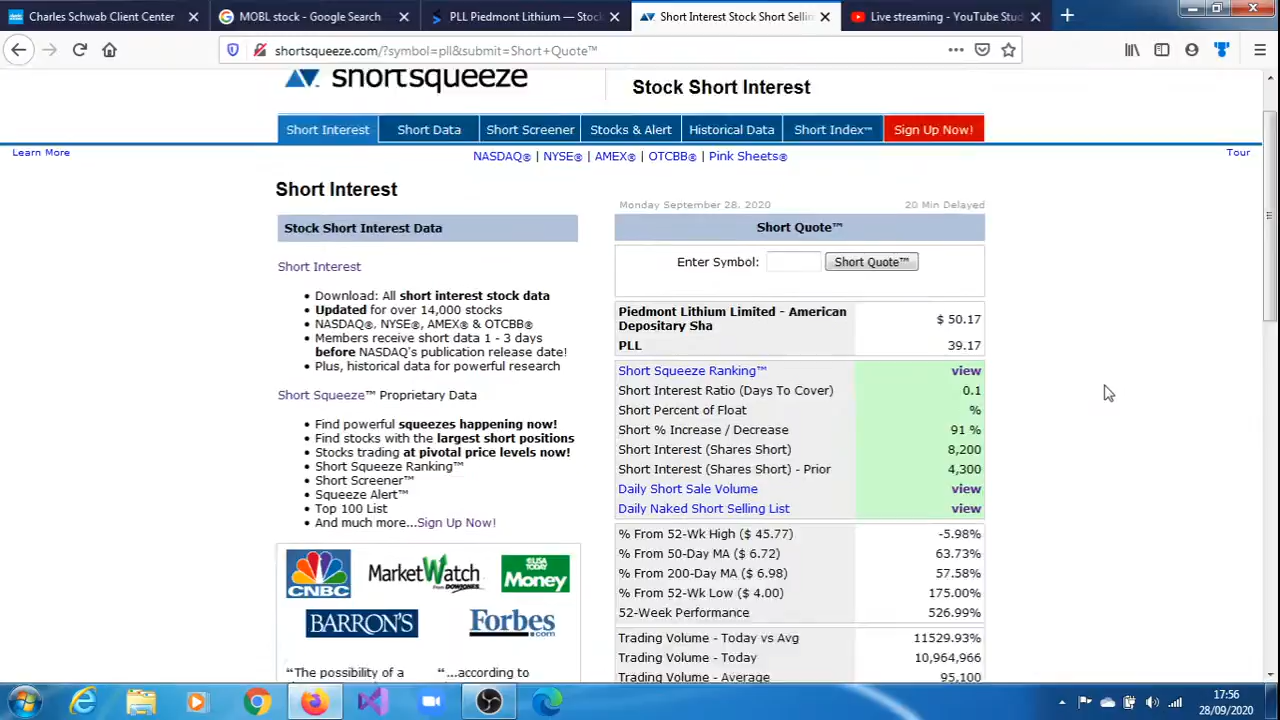 Charles Schwab Client Center
MOBL stock - Google Search
PLL Piedmont Lithium — Stock
Short Interest Stock Short Sellin
Live streaming - YouTube Stud
shortsqueeze.com/?symbol=pll&submit=Short+Quote™
shortsqueeze
Stock Short Interest
Short Interest
Short Data
Short Screener
Stocks & Alert
Historical Data
Short Index™
Sign Up Now!
Learn More
NASDAQ® | NYSE® | AMEX® | OTCBB® | Pink Sheets®
Tour
Short Interest
Stock Short Interest Data
Short Interest
• Download: All short interest stock data
• Updated for over 14,000 stocks
• NASDAQ®, NYSE®, AMEX® & OTCBB®
• Members receive short data 1 - 3 days
before NASDAQ's publication release date!
• Plus, historical data for powerful research
Short Squeeze™ Proprietary Data
• Find powerful squeezes happening now!
• Find stocks with the largest short positions
• Stocks trading at pivotal price levels now!
• Short Squeeze Ranking™
• Short Screener™
• Squeeze Alert™
• Top 100 List
• And much more...Sign Up Now!
CNBC
MarketWatch
FROM DOWJONES
USA TODAY
Money
BARRON'S
Forbes
.com
"The possibility of a
"...according to
Monday September 28, 2020
20 Min Delayed
Short Quote™
Enter Symbol:
Short Quote™
Piedmont Lithium Limited - American
Depositary Sha
$ 50.17
PLL
39.17
Short Squeeze Ranking™
view
Short Interest Ratio (Days To Cover)
0.1
Short Percent of Float
%
Short % Increase / Decrease
91 %
Short Interest (Shares Short)
8,200
Short Interest (Shares Short) - Prior
4,300
Daily Short Sale Volume
view
Daily Naked Short Selling List
view
% From 52-Wk High ($ 45.77)
-5.98%
% From 50-Day MA ($ 6.72)
63.73%
% From 200-Day MA ($ 6.98)
57.58%
% From 52-Wk Low ($ 4.00)
175.00%
52-Week Performance
526.99%
Trading Volume - Today vs Avg
11529.93%
Trading Volume - Today
10,964,966
Trading Volume - Average
95,100
17:56
28/09/2020